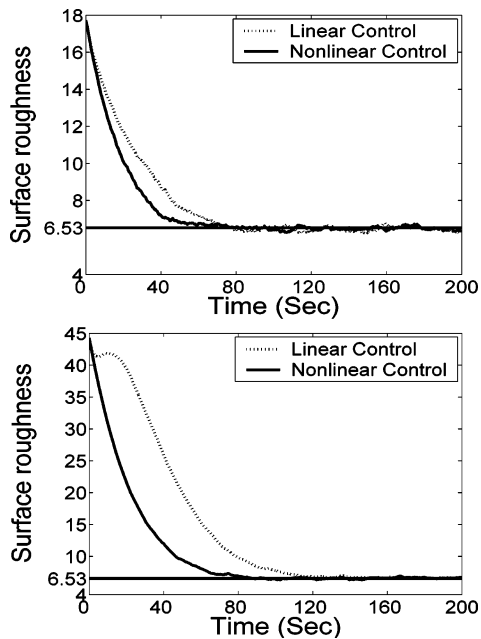 18
Linear Control
Nonlinear Control
16
14
12
10
8
6.53
4
Surface roughness
0 40 80 120 160 200
Time (Sec)
45
Linear Control
Nonlinear Control
40
35
30
25
20
15
10
6.53
4
Surface roughness
0 40 80 120 160 200
Time (Sec)